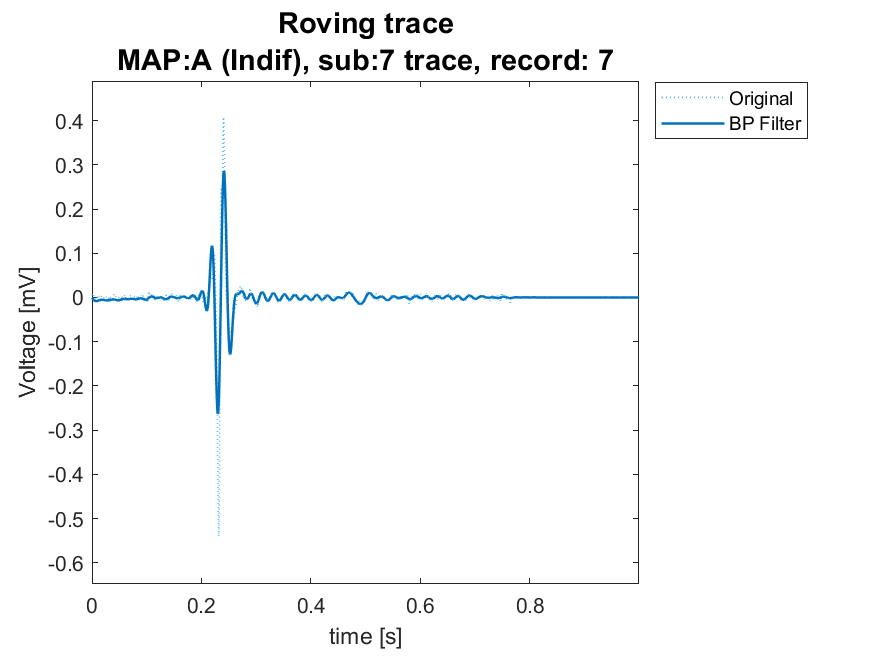 Roving trace
MAP:A (Indif), sub:7 trace, record: 7
Original
BP Filter
0.4
0.3
0.2
0.1
0
-0.1
-0.2
-0.3
-0.4
-0.5
-0.6
Voltage [mV]
0 0.2 0.4 0.6 0.8
time [s]